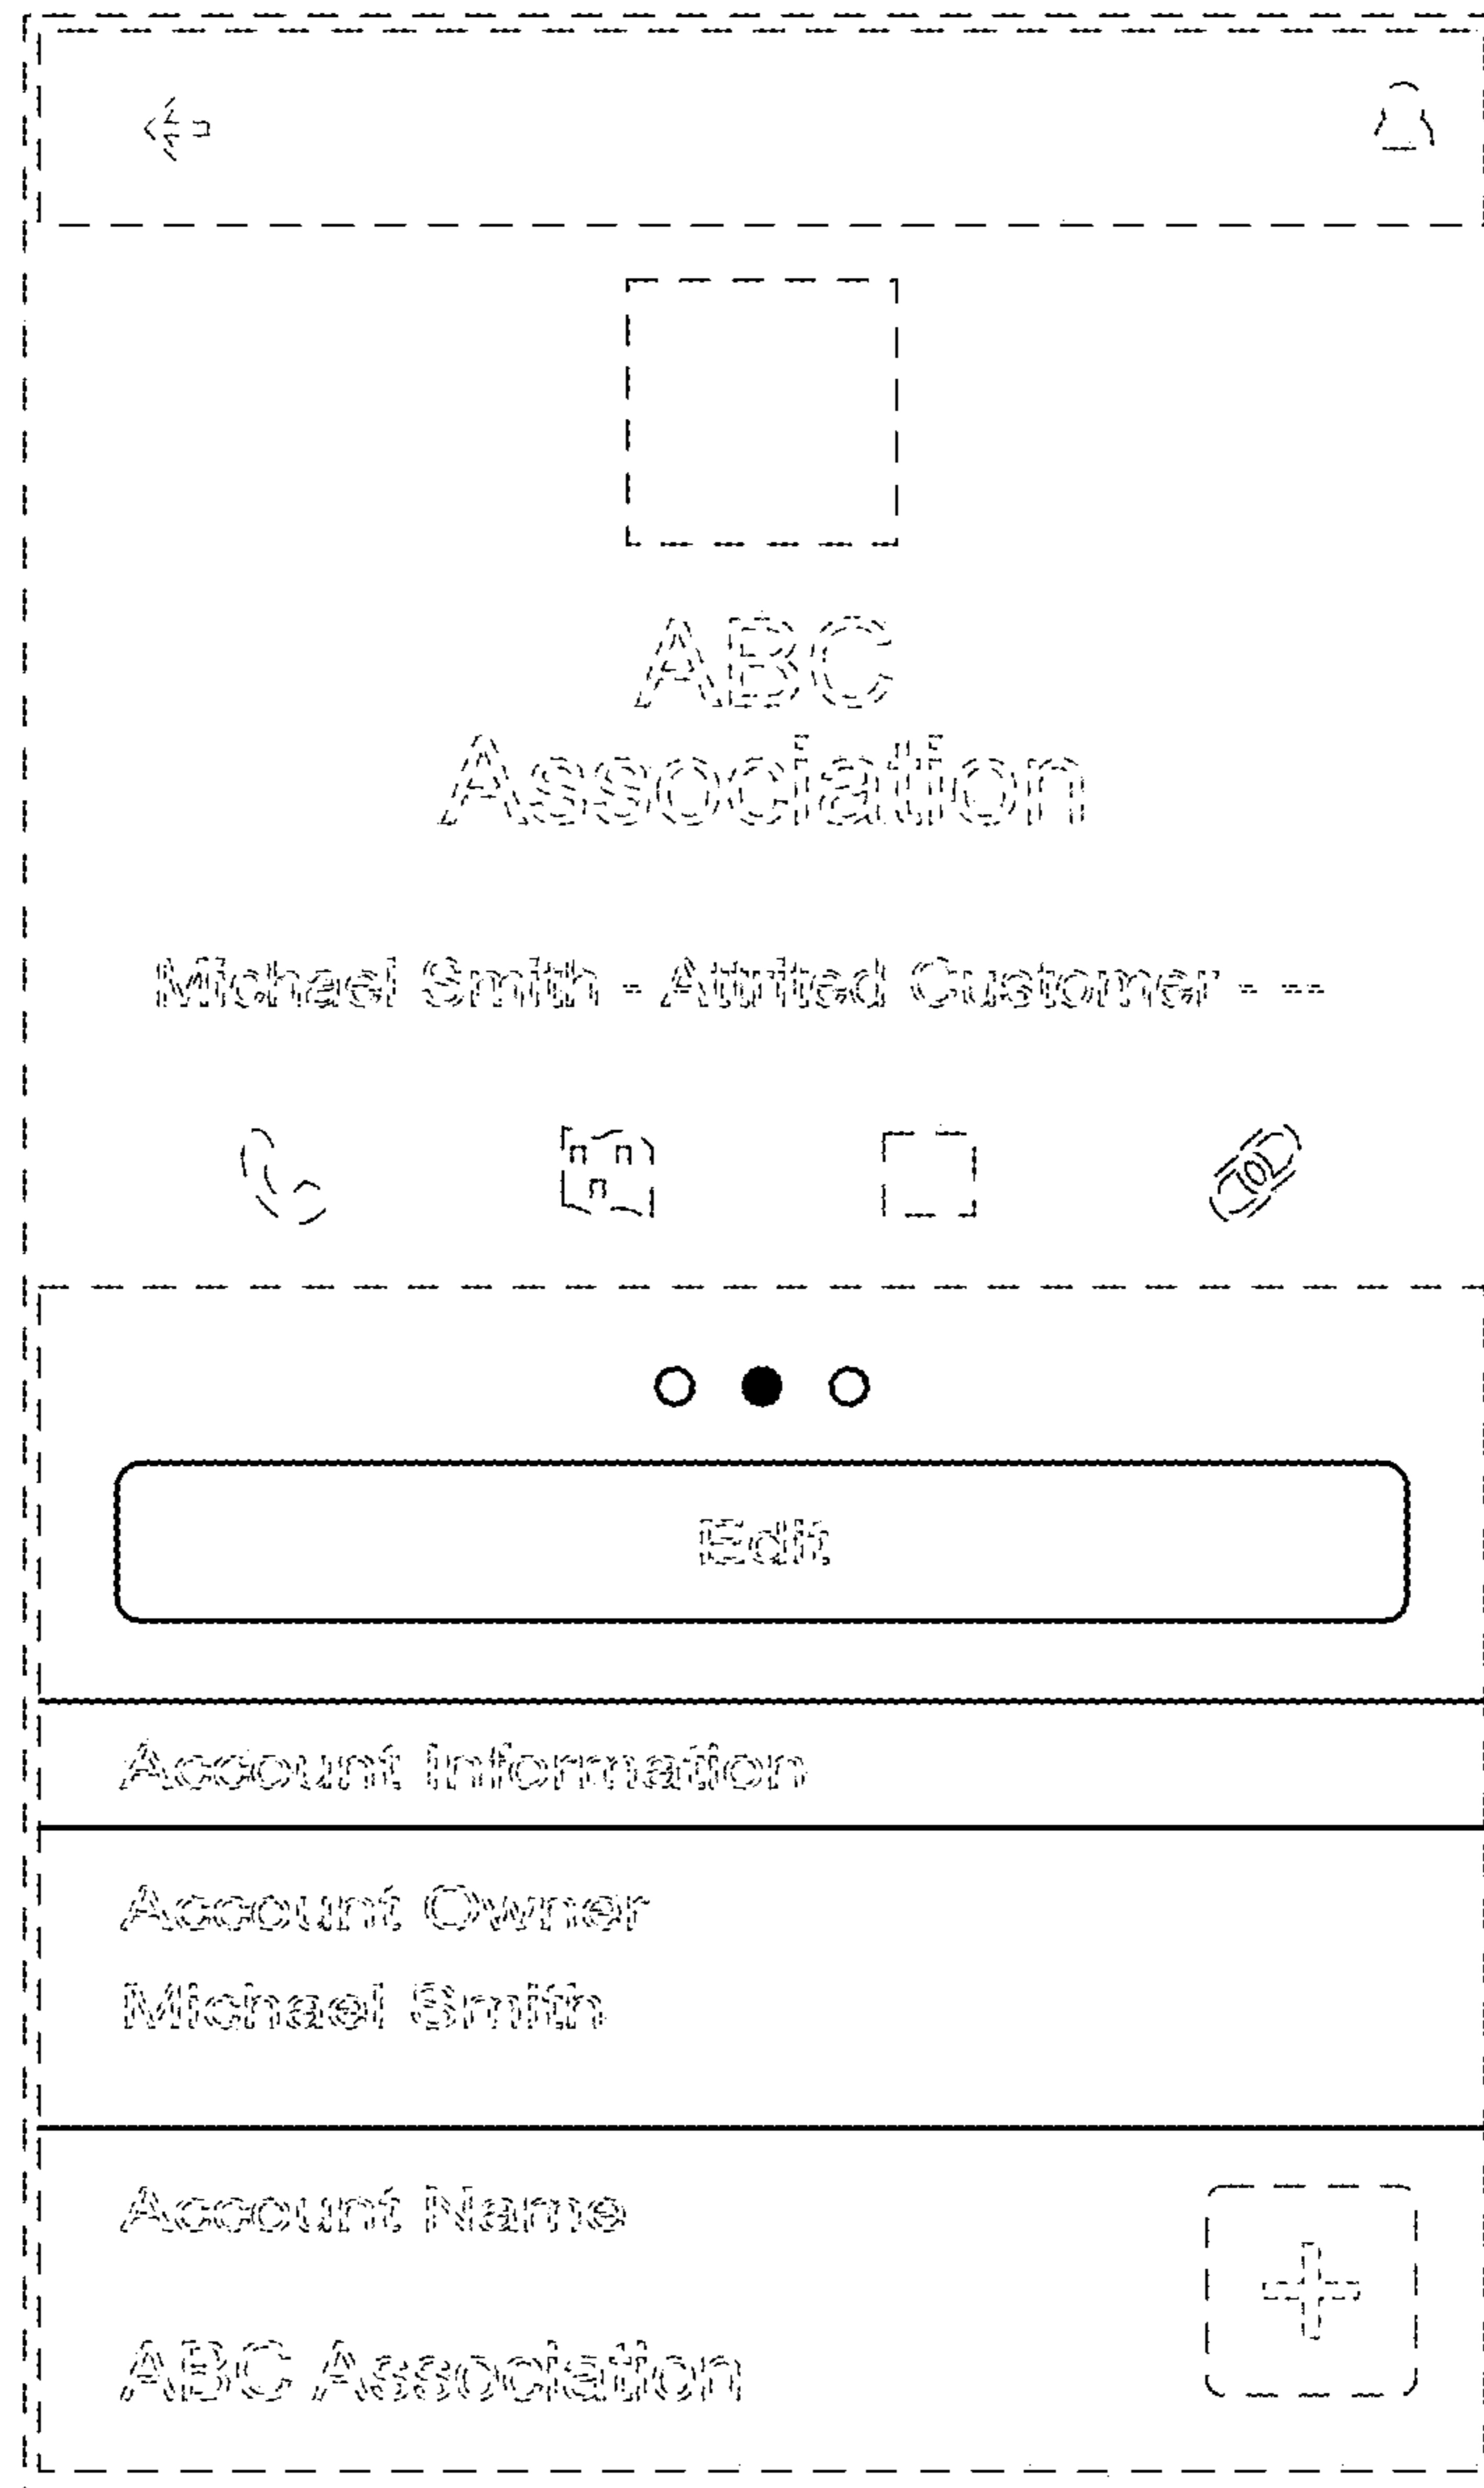 ABC
Association
Michael Smith - Attrited Customer - --
Edit
Account Information
Account Owner
Michael Smith
Account Name
ABC Association